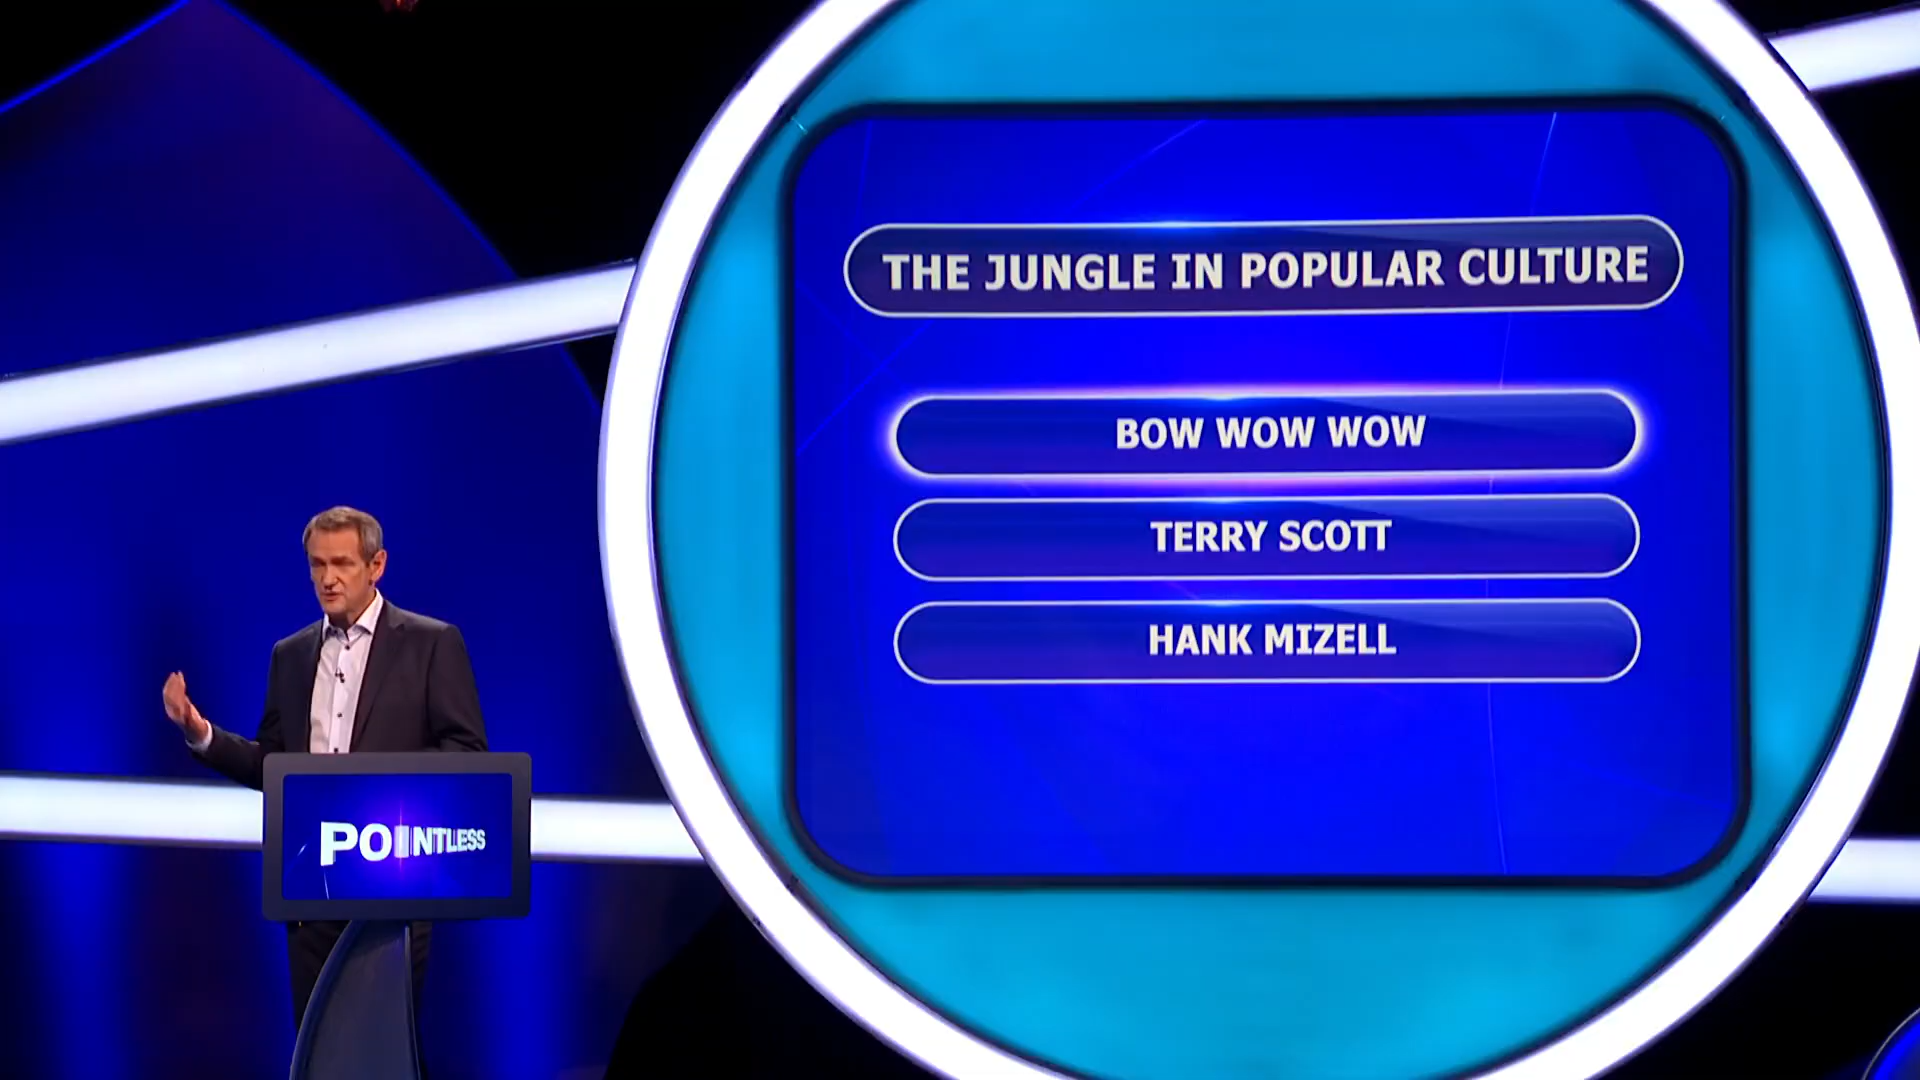 THE JUNGLE IN POPULAR CULTURE
BOW WOW WOW
TERRY SCOTT
HANK MIZELL
POINTLESS